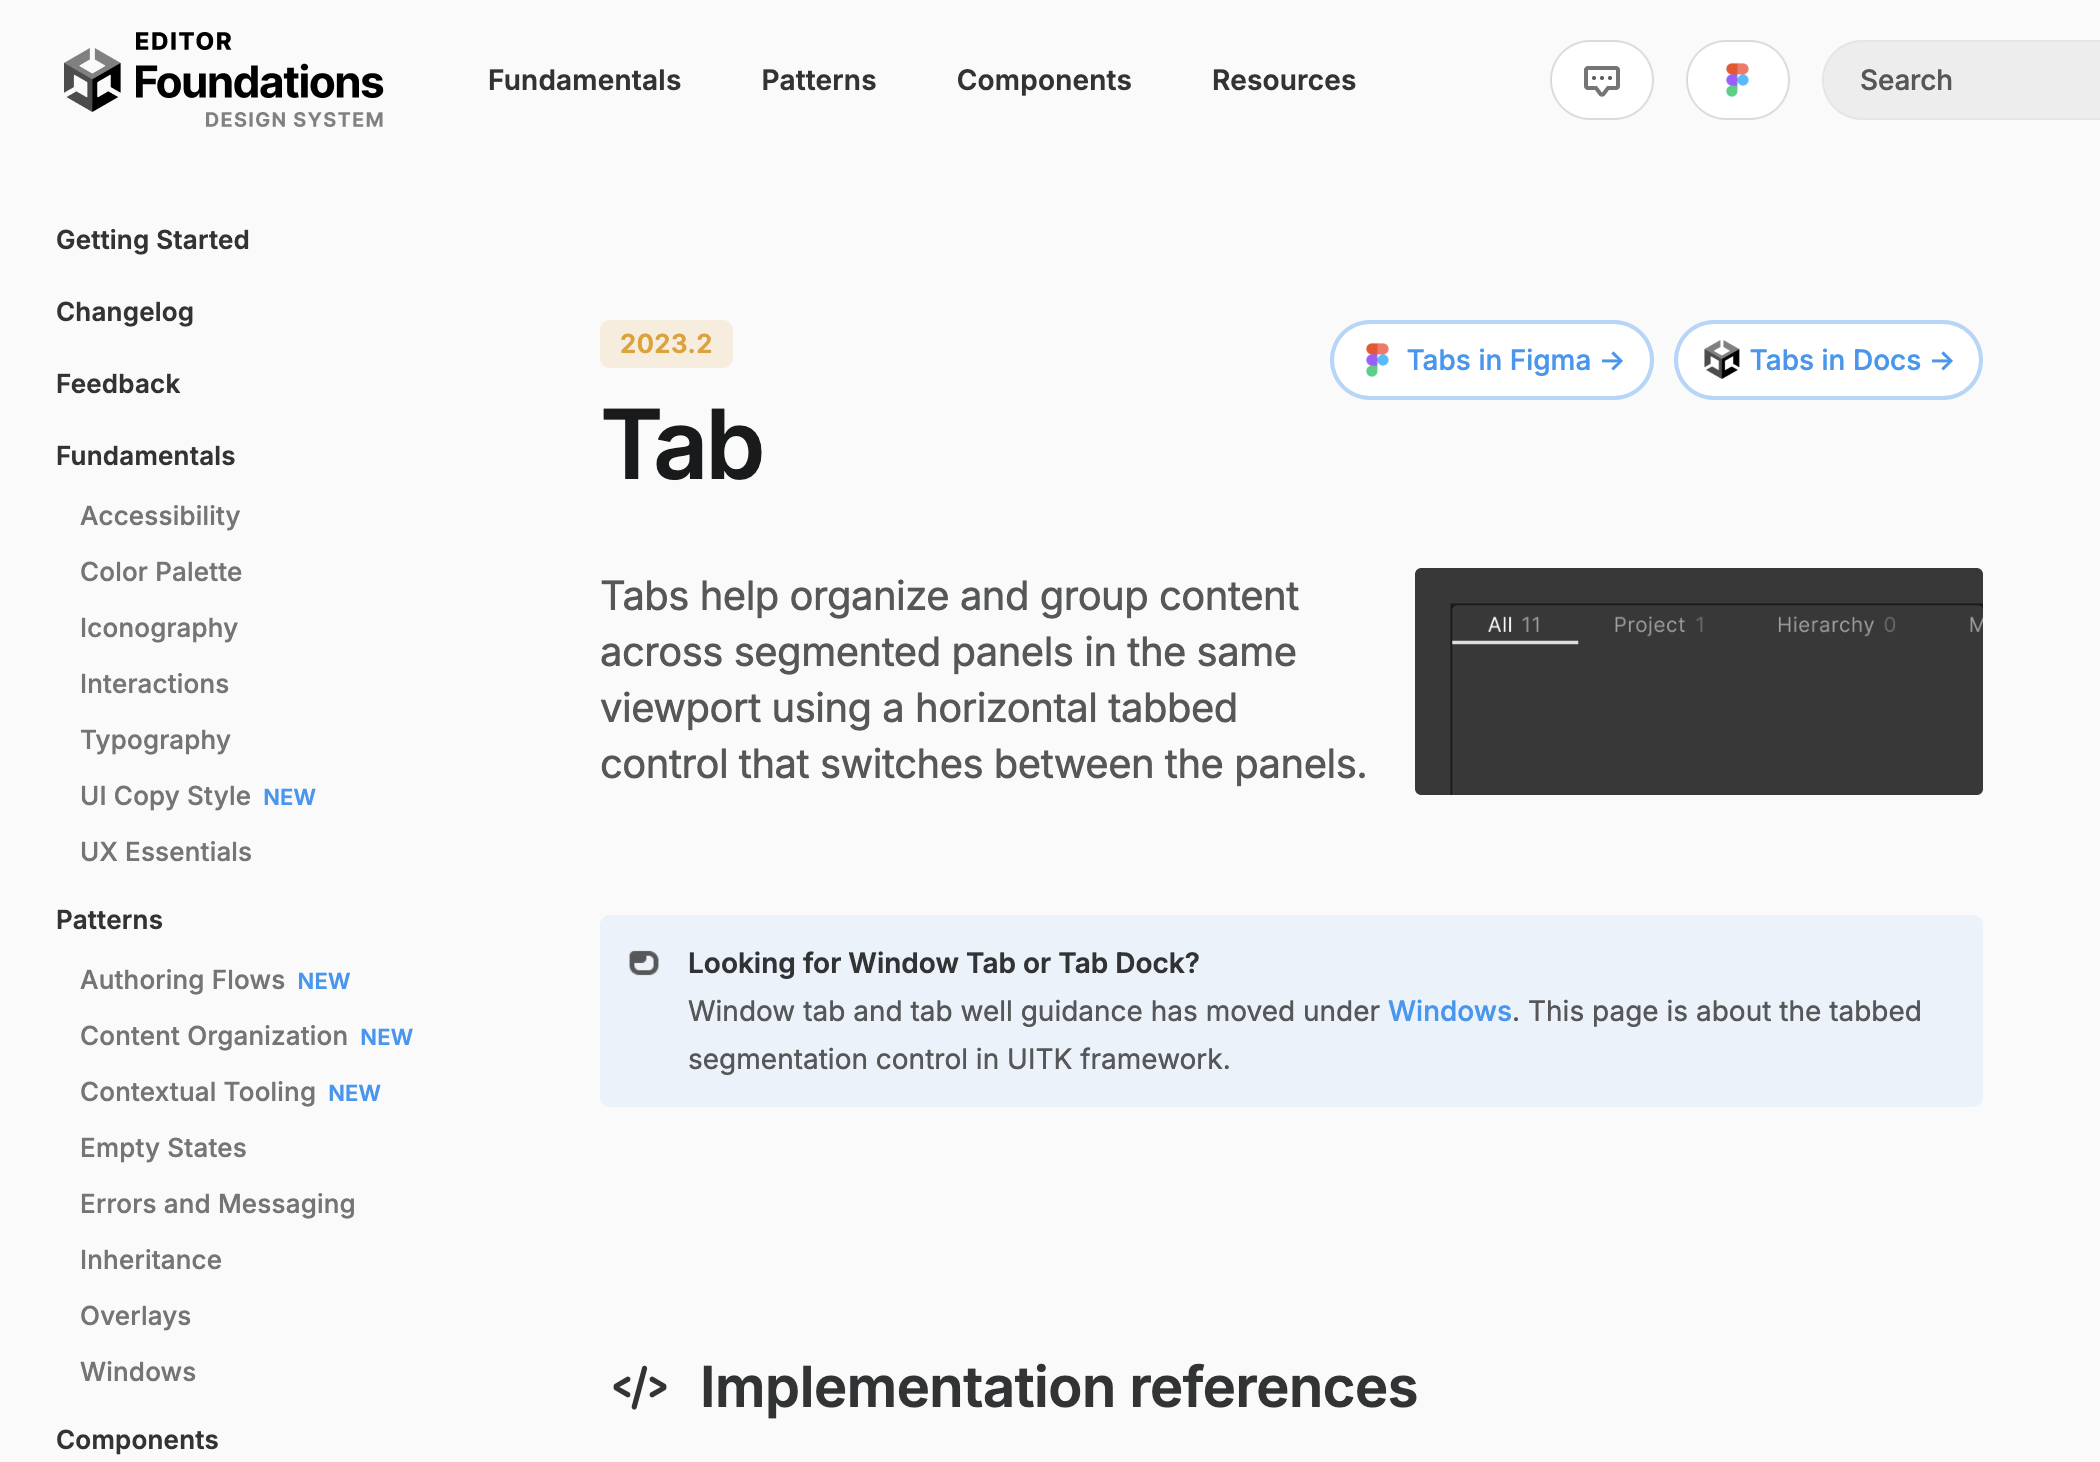 EDITOR
Foundations
DESIGN SYSTEM
Fundamentals
Patterns
Components
Resources
Search
Getting Started
Changelog
Feedback
Fundamentals
Accessibility
Color Palette
Iconography
Interactions
Typography
UI Copy Style NEW
UX Essentials
Patterns
Authoring Flows NEW
Content Organization NEW
Contextual Tooling NEW
Empty States
Errors and Messaging
Inheritance
Overlays
Windows
Components
2023.2
Tabs in Figma →
Tabs in Docs →
Tab
Tabs help organize and group content
across segmented panels in the same
viewport using a horizontal tabbed
control that switches between the panels.
All 11
Project 1
Hierarchy 0
M
Looking for Window Tab or Tab Dock?
Window tab and tab well guidance has moved under Windows. This page is about the tabbed
segmentation control in UITK framework.
</> Implementation references